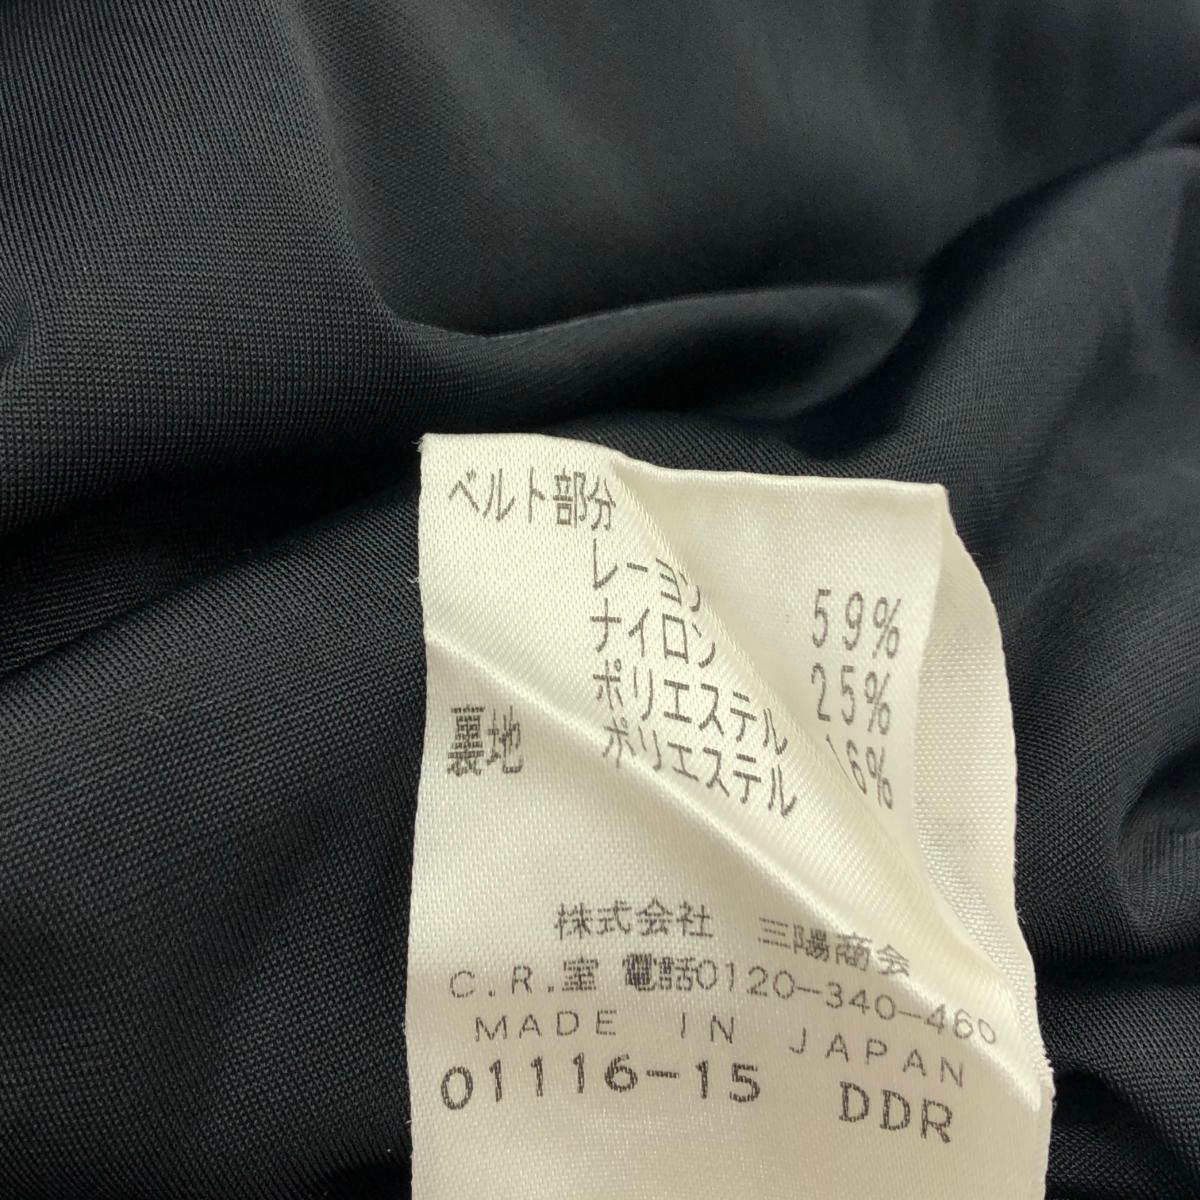 ベルト部分
レーヨン 59%
ナイロン 25%
ポリエステル 16%
裏地 ポリエステル
株式会社 三陽商会
C.R.室 電話0120-340-460
MADE IN JAPAN
01116-15 DDR